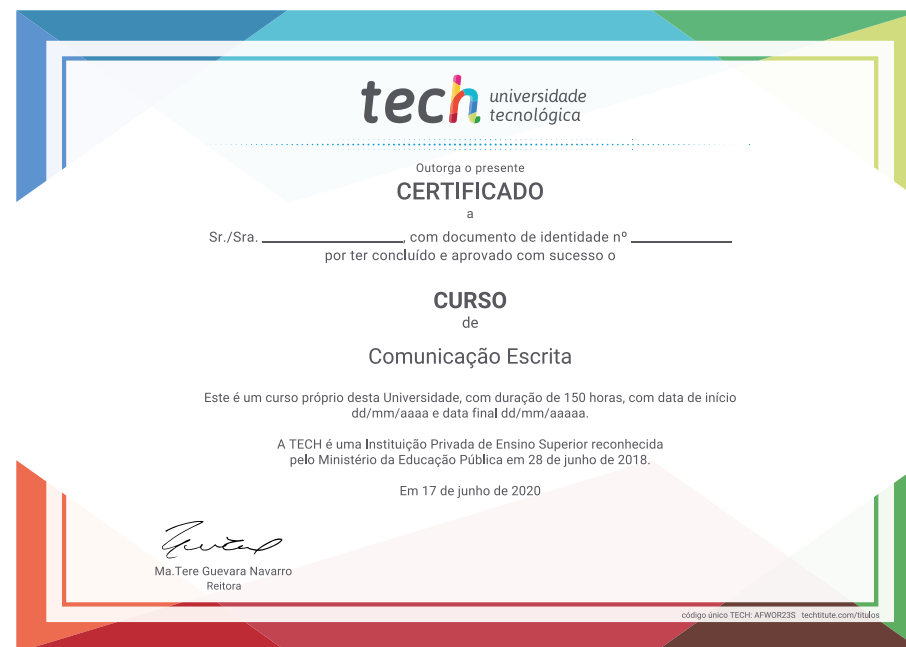 tech universidade
tecnológica
Outorga o presente
CERTIFICADO
a
Sr./Sra. ____________________, com documento de identidade nº ______________
por ter concluído e aprovado com sucesso o
CURSO
de
Comunicação Escrita
Este é um curso próprio desta Universidade, com duração de 150 horas, com data de início
dd/mm/aaaa e data final dd/mm/aaaaa.
A TECH é uma Instituição Privada de Ensino Superior reconhecida
pelo Ministério da Educação Pública em 28 de junho de 2018.
Em 17 de junho de 2020
Ma.Tere Guevara Navarro
Reitora
código único TECH: AFWOR23S techtitute.com/titulos